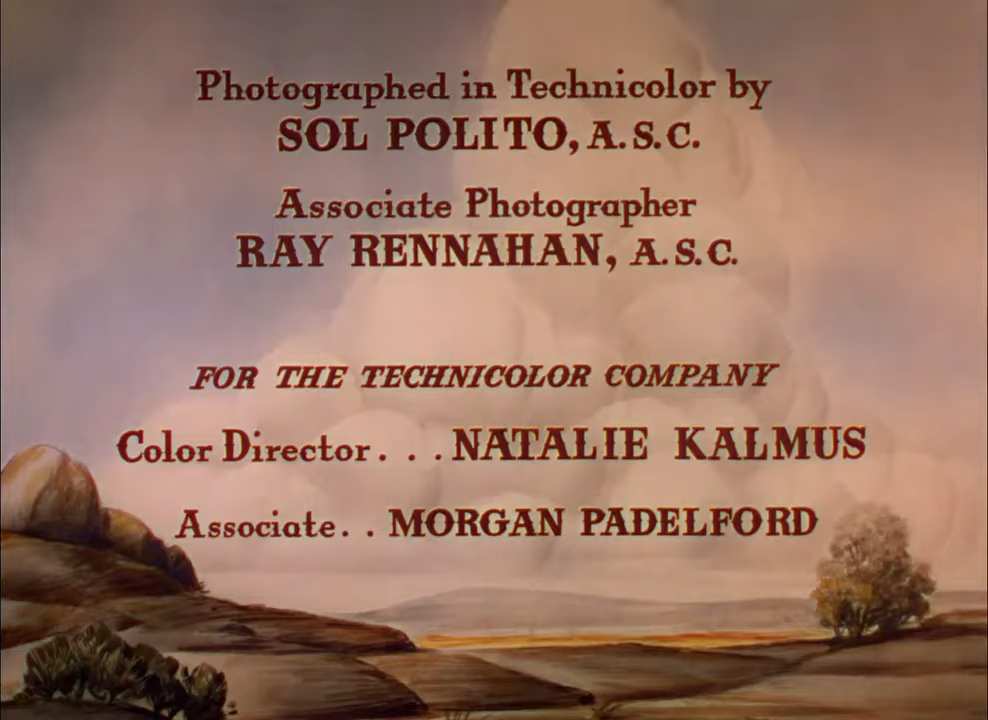 Photographed in Technicolor by
SOL POLITO, A.S.C.
Associate Photographer
RAY RENNAHAN, A.S.C.
FOR THE TECHNICOLOR COMPANY
Color Director. . . NATALIE KALMUS
Associate. . MORGAN PADELFORD